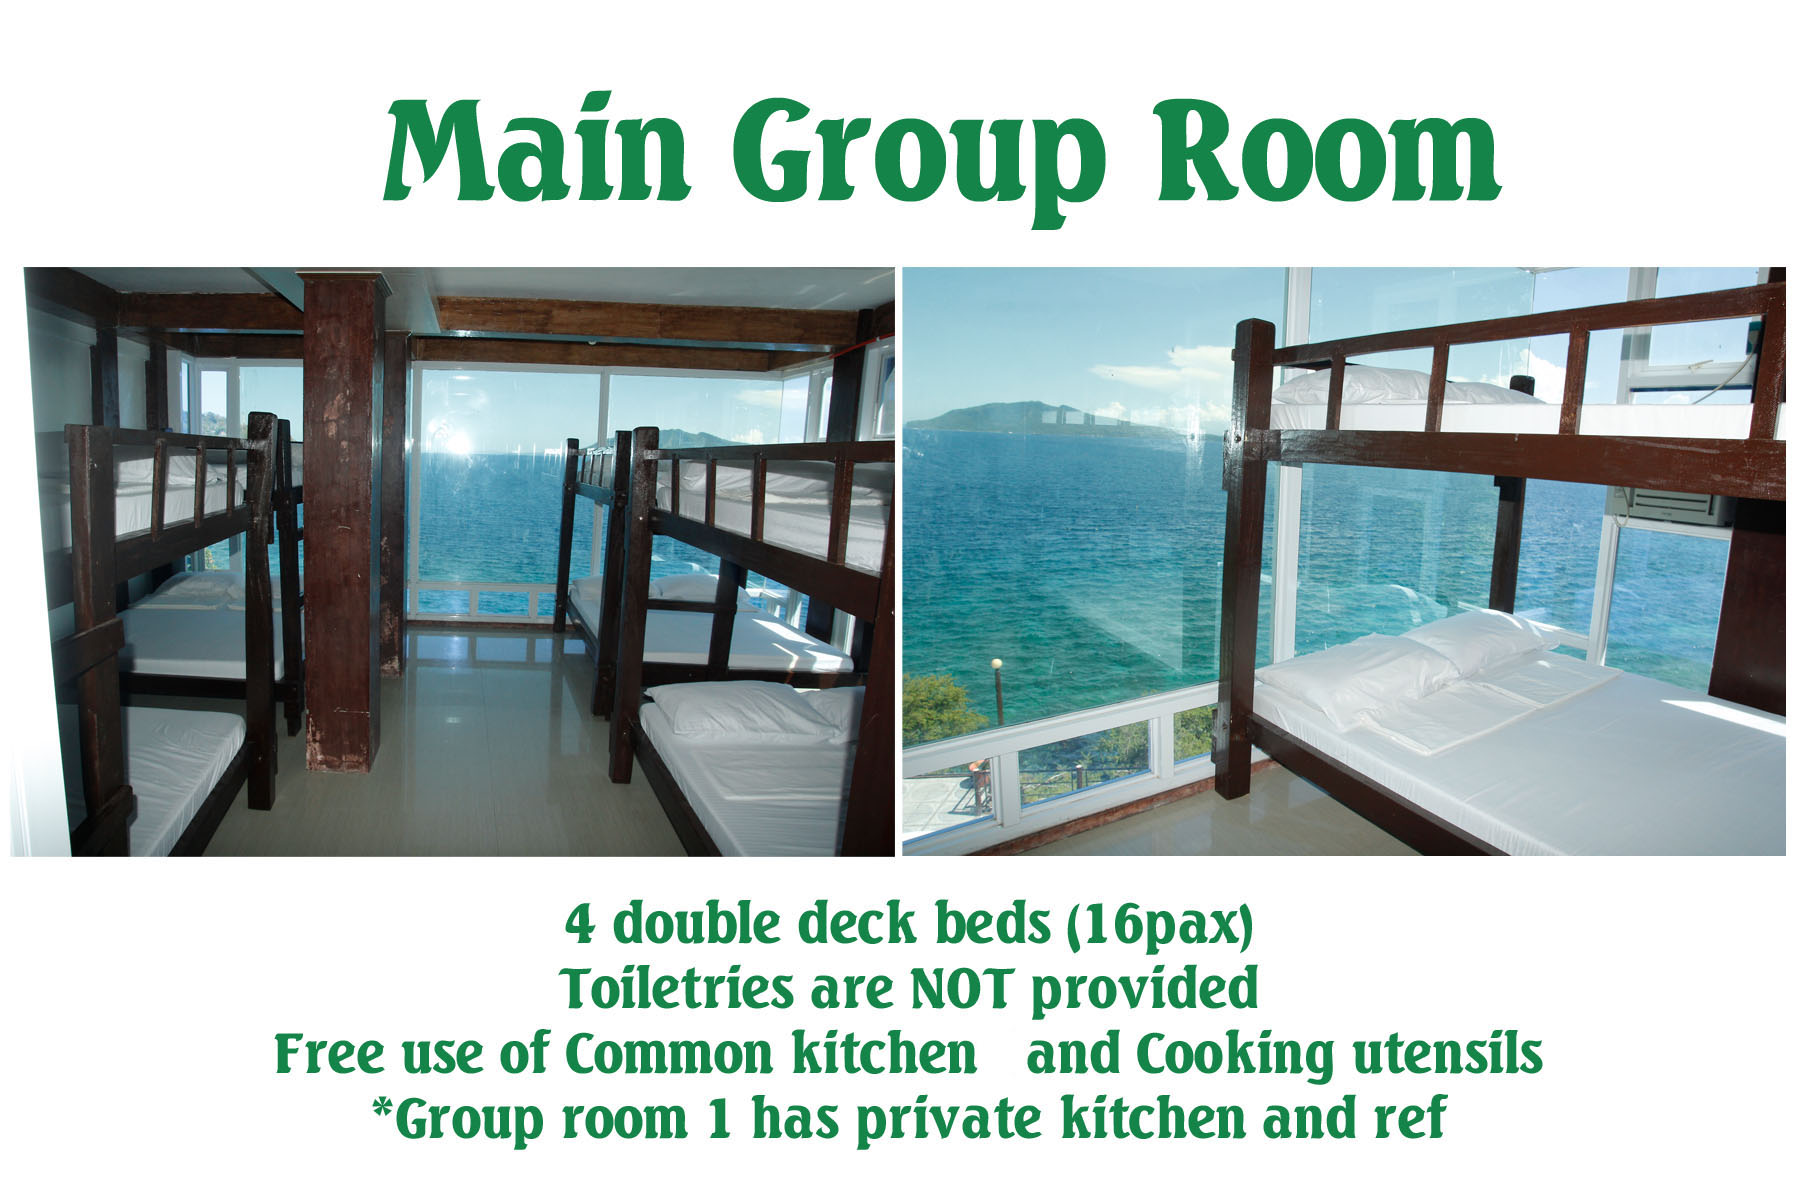 Main Group Room
4 double deck beds (16pax)
Toiletries are NOT provided
Free use of Common kitchen and Cooking utensils
*Group room 1 has private kitchen and ref